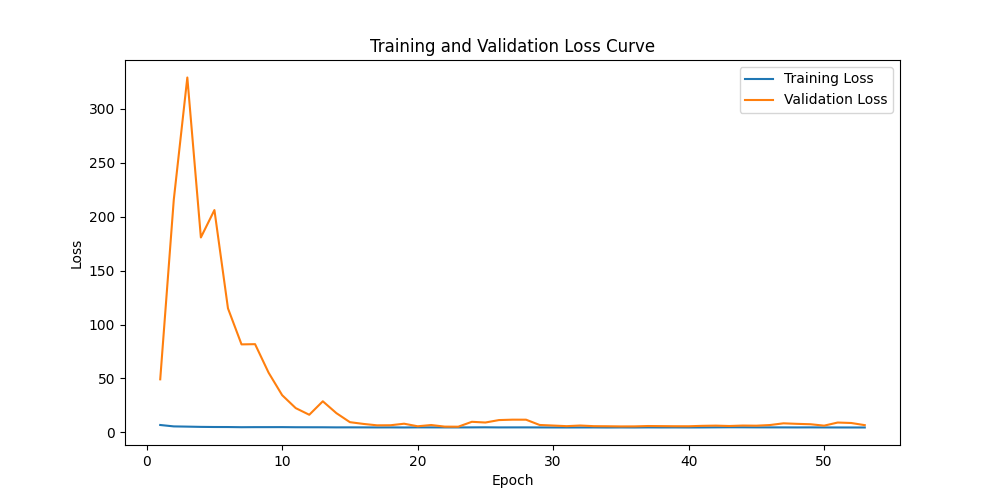 Training and Validation Loss Curve
Training Loss
Validation Loss
Loss
300
250
200
150
100
50
0
0 10 20 30 40 50
Epoch